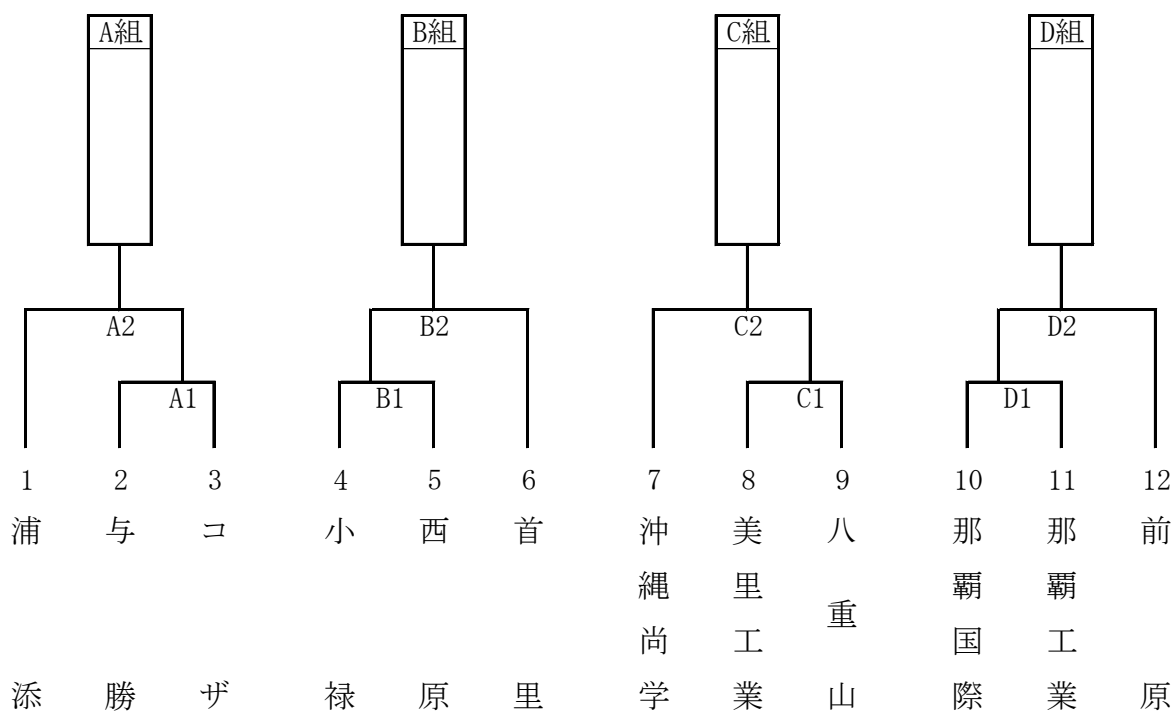 A組 B組 C組 D組
A2 B2 C2 D2
A1 B1 C1 D1
1 2 3 4 5 6 7 8 9 10 11 12
浦添
与勝
コザ
小禄
西原
首里
沖縄尚学
美里工業
八重山
那覇国際
那覇工業
前原